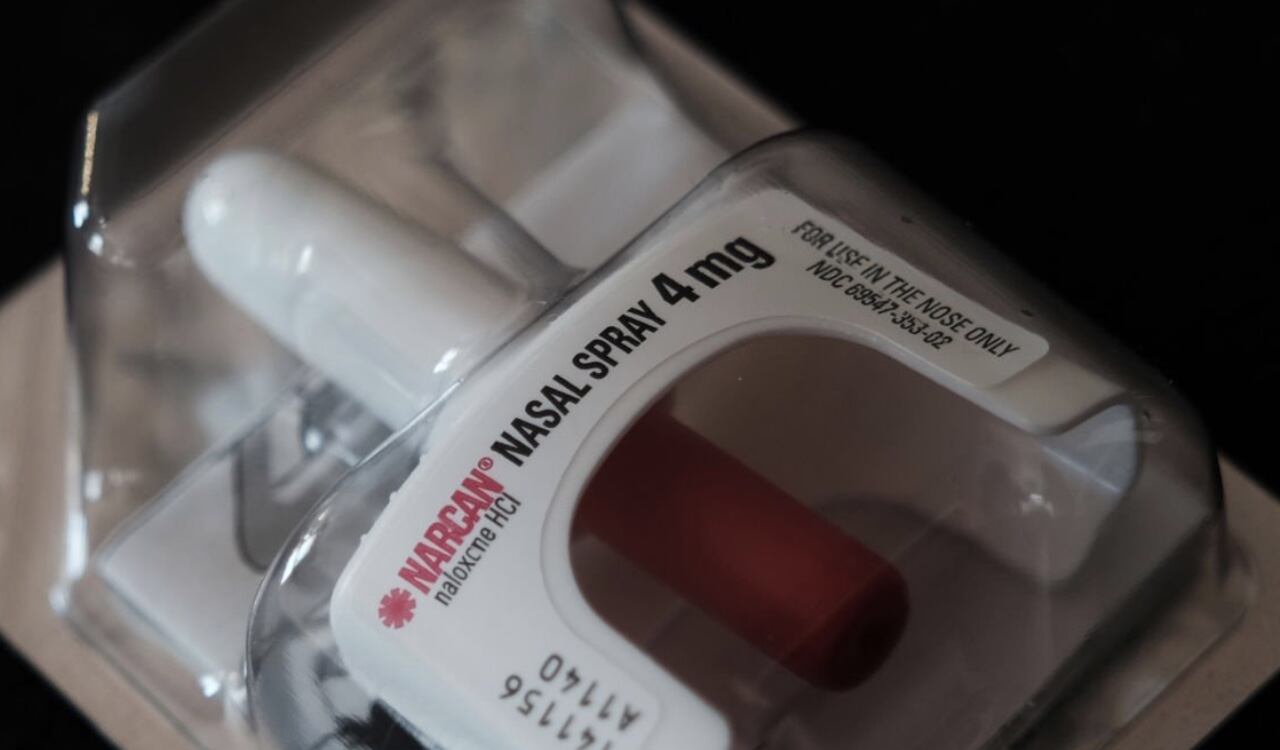 NARCAN® NASAL SPRAY 4 mg
naloxone HCl
FOR USE IN THE NOSE ONLY
NDC 69547-353-02
141156
A1140